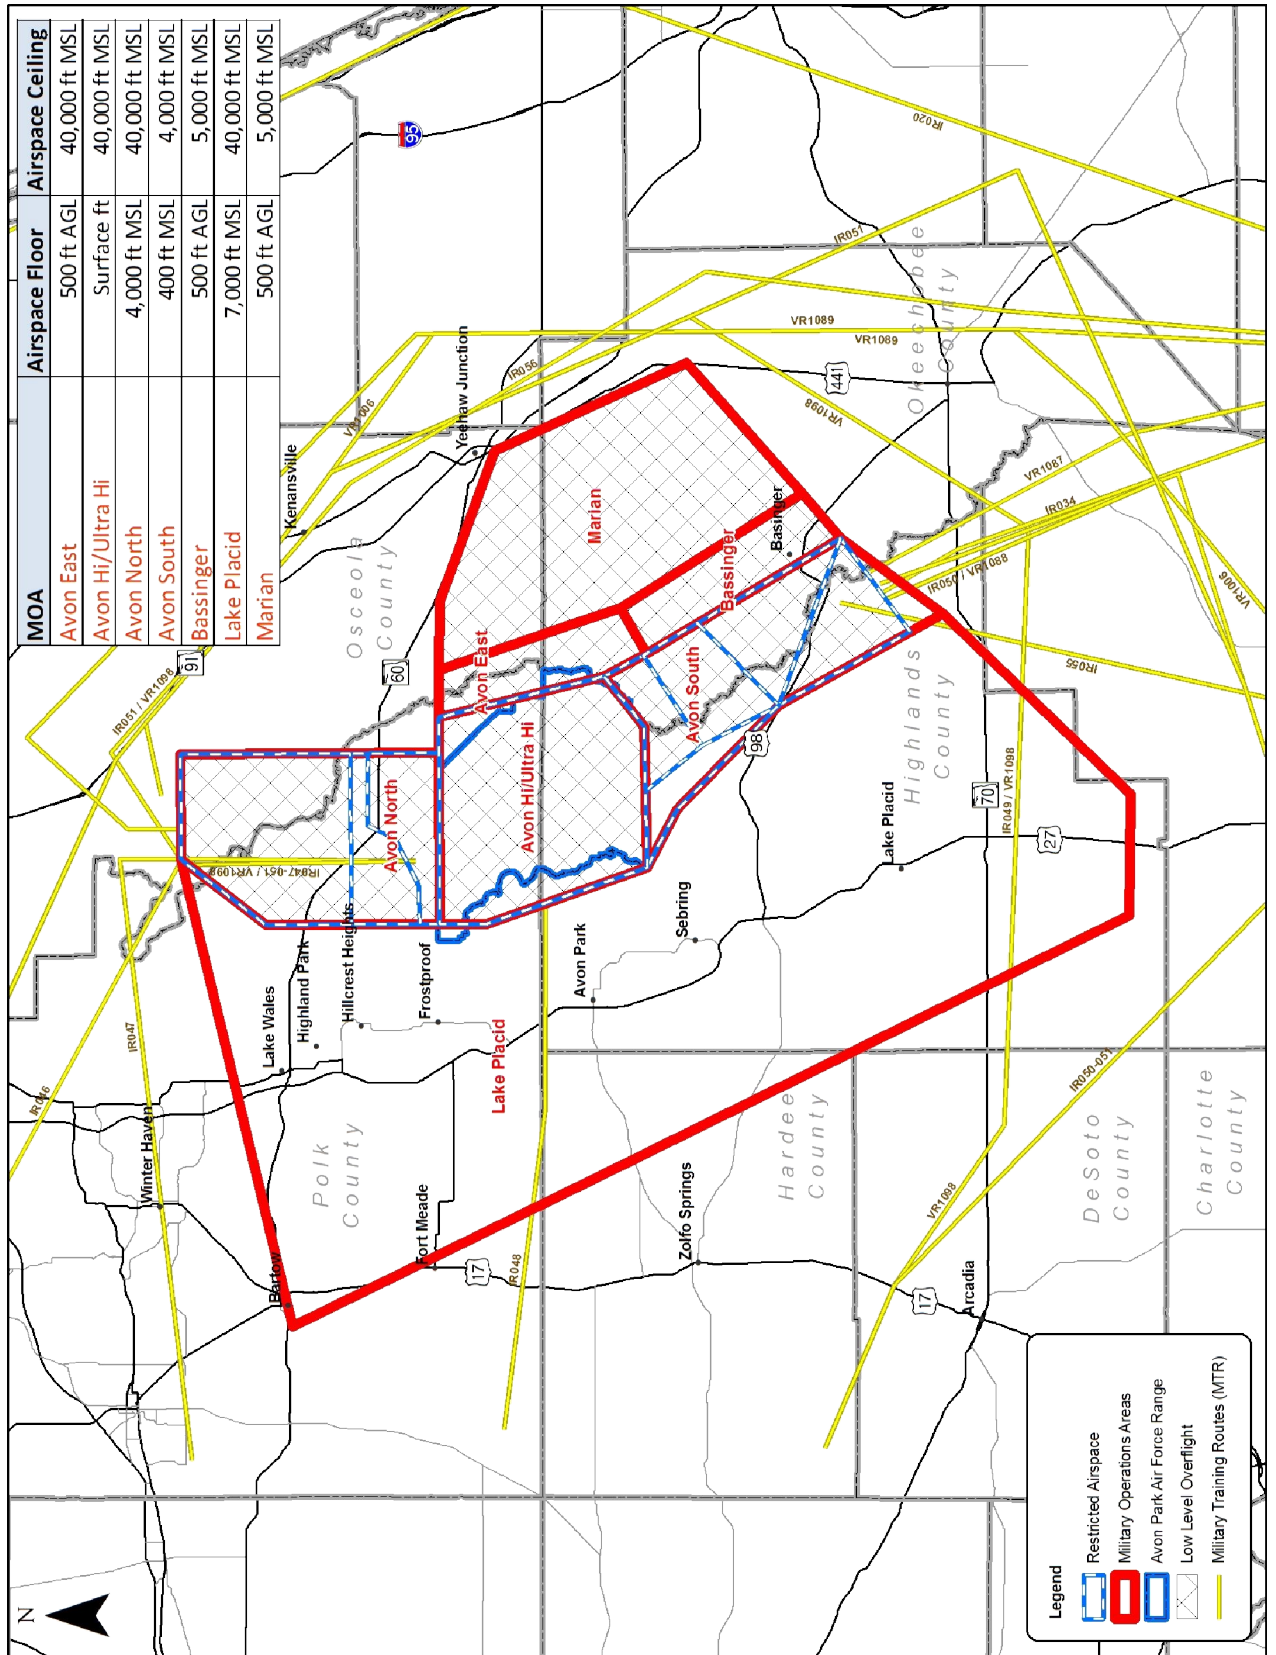 MOA Airspace Floor Airspace Ceiling
Avon East 500 ft AGL 40,000 ft MSL
Avon Hi/Ultra Hi Surface ft 40,000 ft MSL
Avon North 4,000 ft MSL 40,000 ft MSL
Avon South 400 ft MSL 4,000 ft MSL
Bassinger 500 ft AGL 5,000 ft MSL
Lake Placid 7,000 ft MSL 40,000 ft MSL
Marian 500 ft AGL 5,000 ft MSL
N
95
IR020
IR051
VR1089
VR1089
IR056
VR1006
Kenansville
Yeehaw Junction
Osceola
County
60
91
IR051 / VR1098
441
Okeechobee
County
VR1098
Marian
Bassinger
Basinger
VR1087
IR034
IR050 / VR1088
VR1006
IR055
Avon East
Avon South
98
Avon Hi/Ultra Hi
Avon North
IR047-051 / VR1098
Highlands
County
70
IR049 / VR1098
27
Lake Placid
Sebring
Avon Park
Frostproof
Hillcrest Heights
Highland Park
Lake Wales
Lake Placid
IR046
IR047
Winter Haven
Polk
County
Bartow
Fort Meade
17
IR048
Zolfo Springs
Hardee
County
IR050-051
VR1098
17
Arcadia
DeSoto
County
Charlotte
County
Legend
Restricted Airspace
Military Operations Areas
Avon Park Air Force Range
Low Level Overflight
Military Training Routes (MTR)